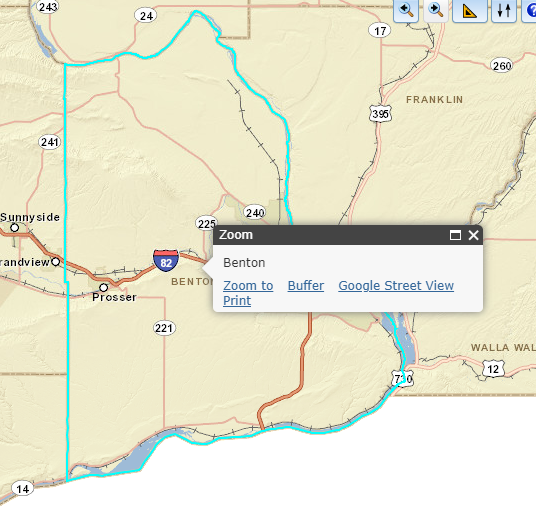 243
24
17
260
FRANKLIN
395
241
Sunnyside
225
240
randview
82
Prosser
BENTO
Zoom
Benton
Zoom to Buffer Google Street View
Print
221
WALLA WAL
12
730
14